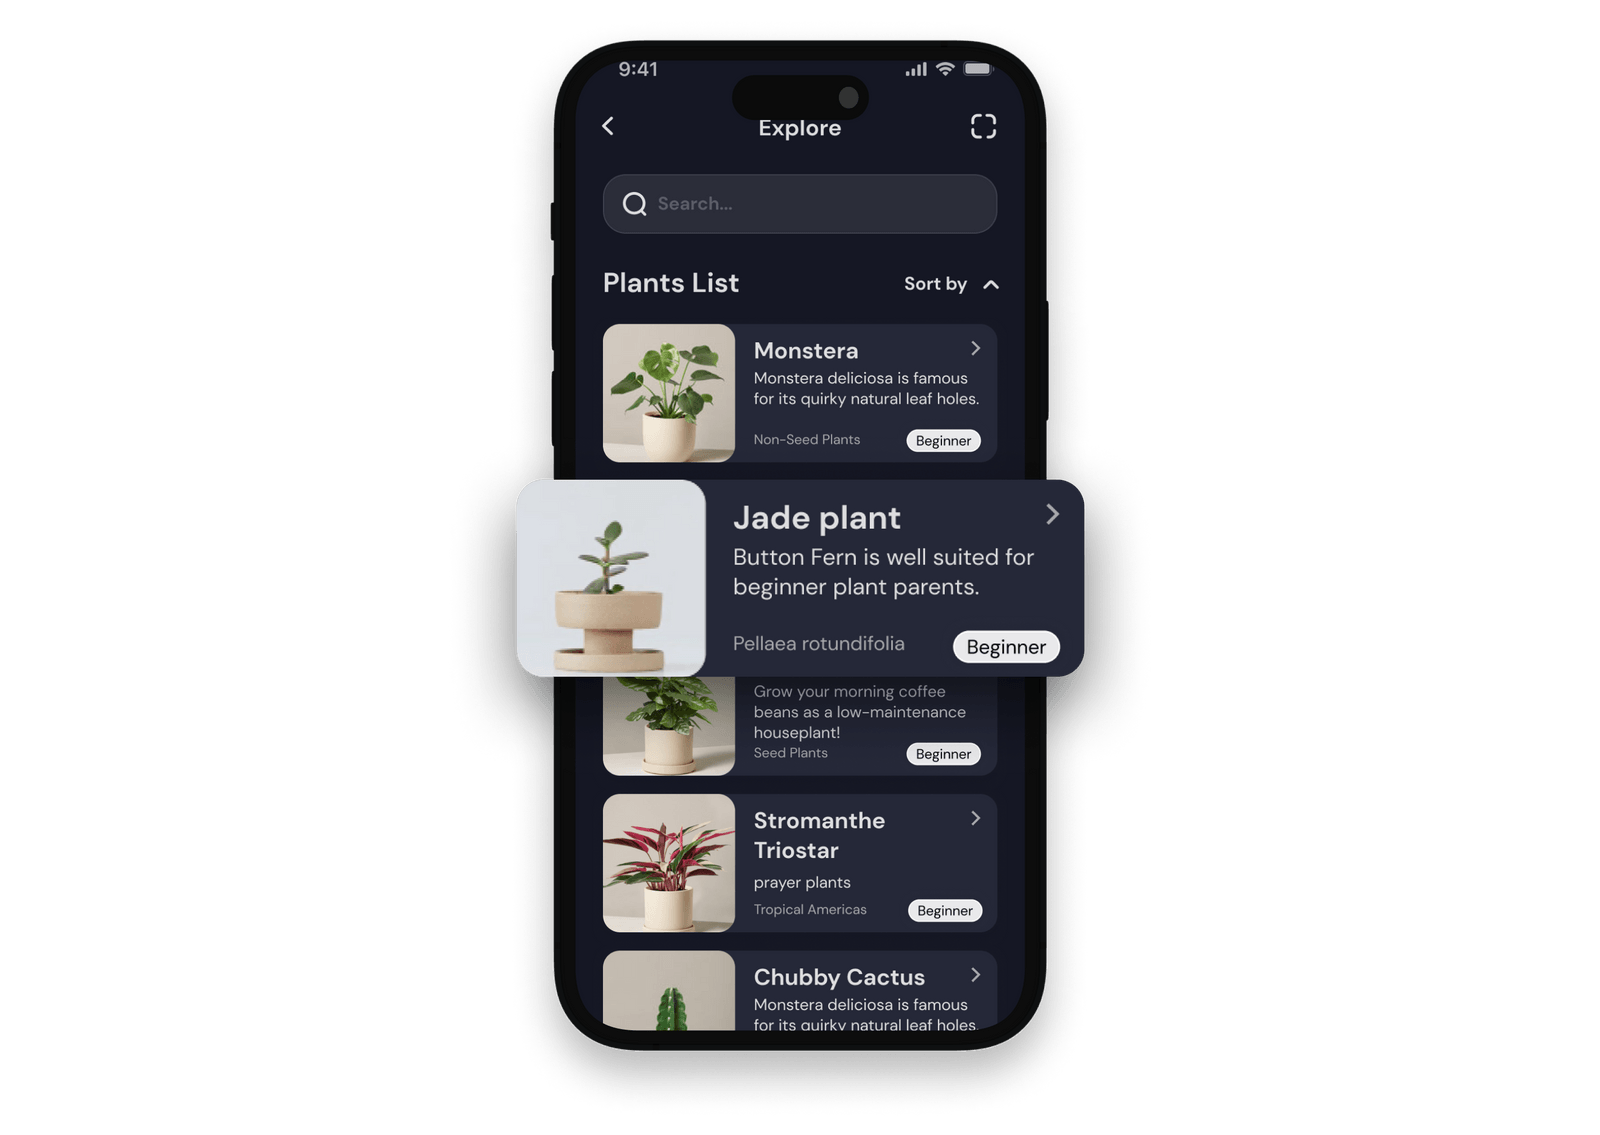 9:41
Explore
Search...
Plants List
Sort by
Monstera
Monstera deliciosa is famous
for its quirky natural leaf holes.
Non-Seed Plants
Beginner
Jade plant
Button Fern is well suited for
beginner plant parents.
Pellaea rotundifolia
Beginner
Grow your morning coffee
beans as a low-maintenance
houseplant!
Seed Plants
Beginner
Stromanthe
Triostar
prayer plants
Tropical Americas
Beginner
Chubby Cactus
Monstera deliciosa is famous
for its quirky natural leaf holes.